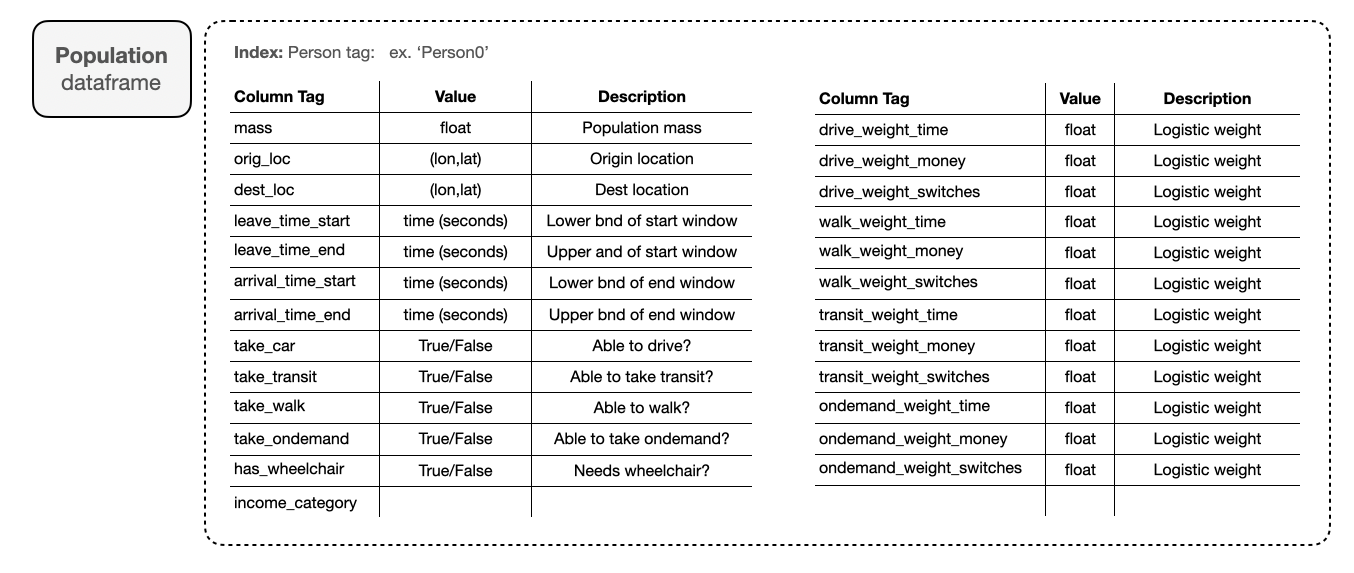 Population
dataframe
Index: Person tag: ex. ‘Person0’
Column Tag Value Description
mass float Population mass
orig_loc (lon,lat) Origin location
dest_loc (lon,lat) Dest location
leave_time_start time (seconds) Lower bnd of start window
leave_time_end time (seconds) Upper and of start window
arrival_time_start time (seconds) Lower bnd of end window
arrival_time_end time (seconds) Upper bnd of end window
take_car True/False Able to drive?
take_transit True/False Able to take transit?
take_walk True/False Able to walk?
take_ondemand True/False Able to take ondemand?
has_wheelchair True/False Needs wheelchair?
income_category
Column Tag Value Description
drive_weight_time float Logistic weight
drive_weight_money float Logistic weight
drive_weight_switches float Logistic weight
walk_weight_time float Logistic weight
walk_weight_money float Logistic weight
walk_weight_switches float Logistic weight
transit_weight_time float Logistic weight
transit_weight_money float Logistic weight
transit_weight_switches float Logistic weight
ondemand_weight_time float Logistic weight
ondemand_weight_money float Logistic weight
ondemand_weight_switches float Logistic weight